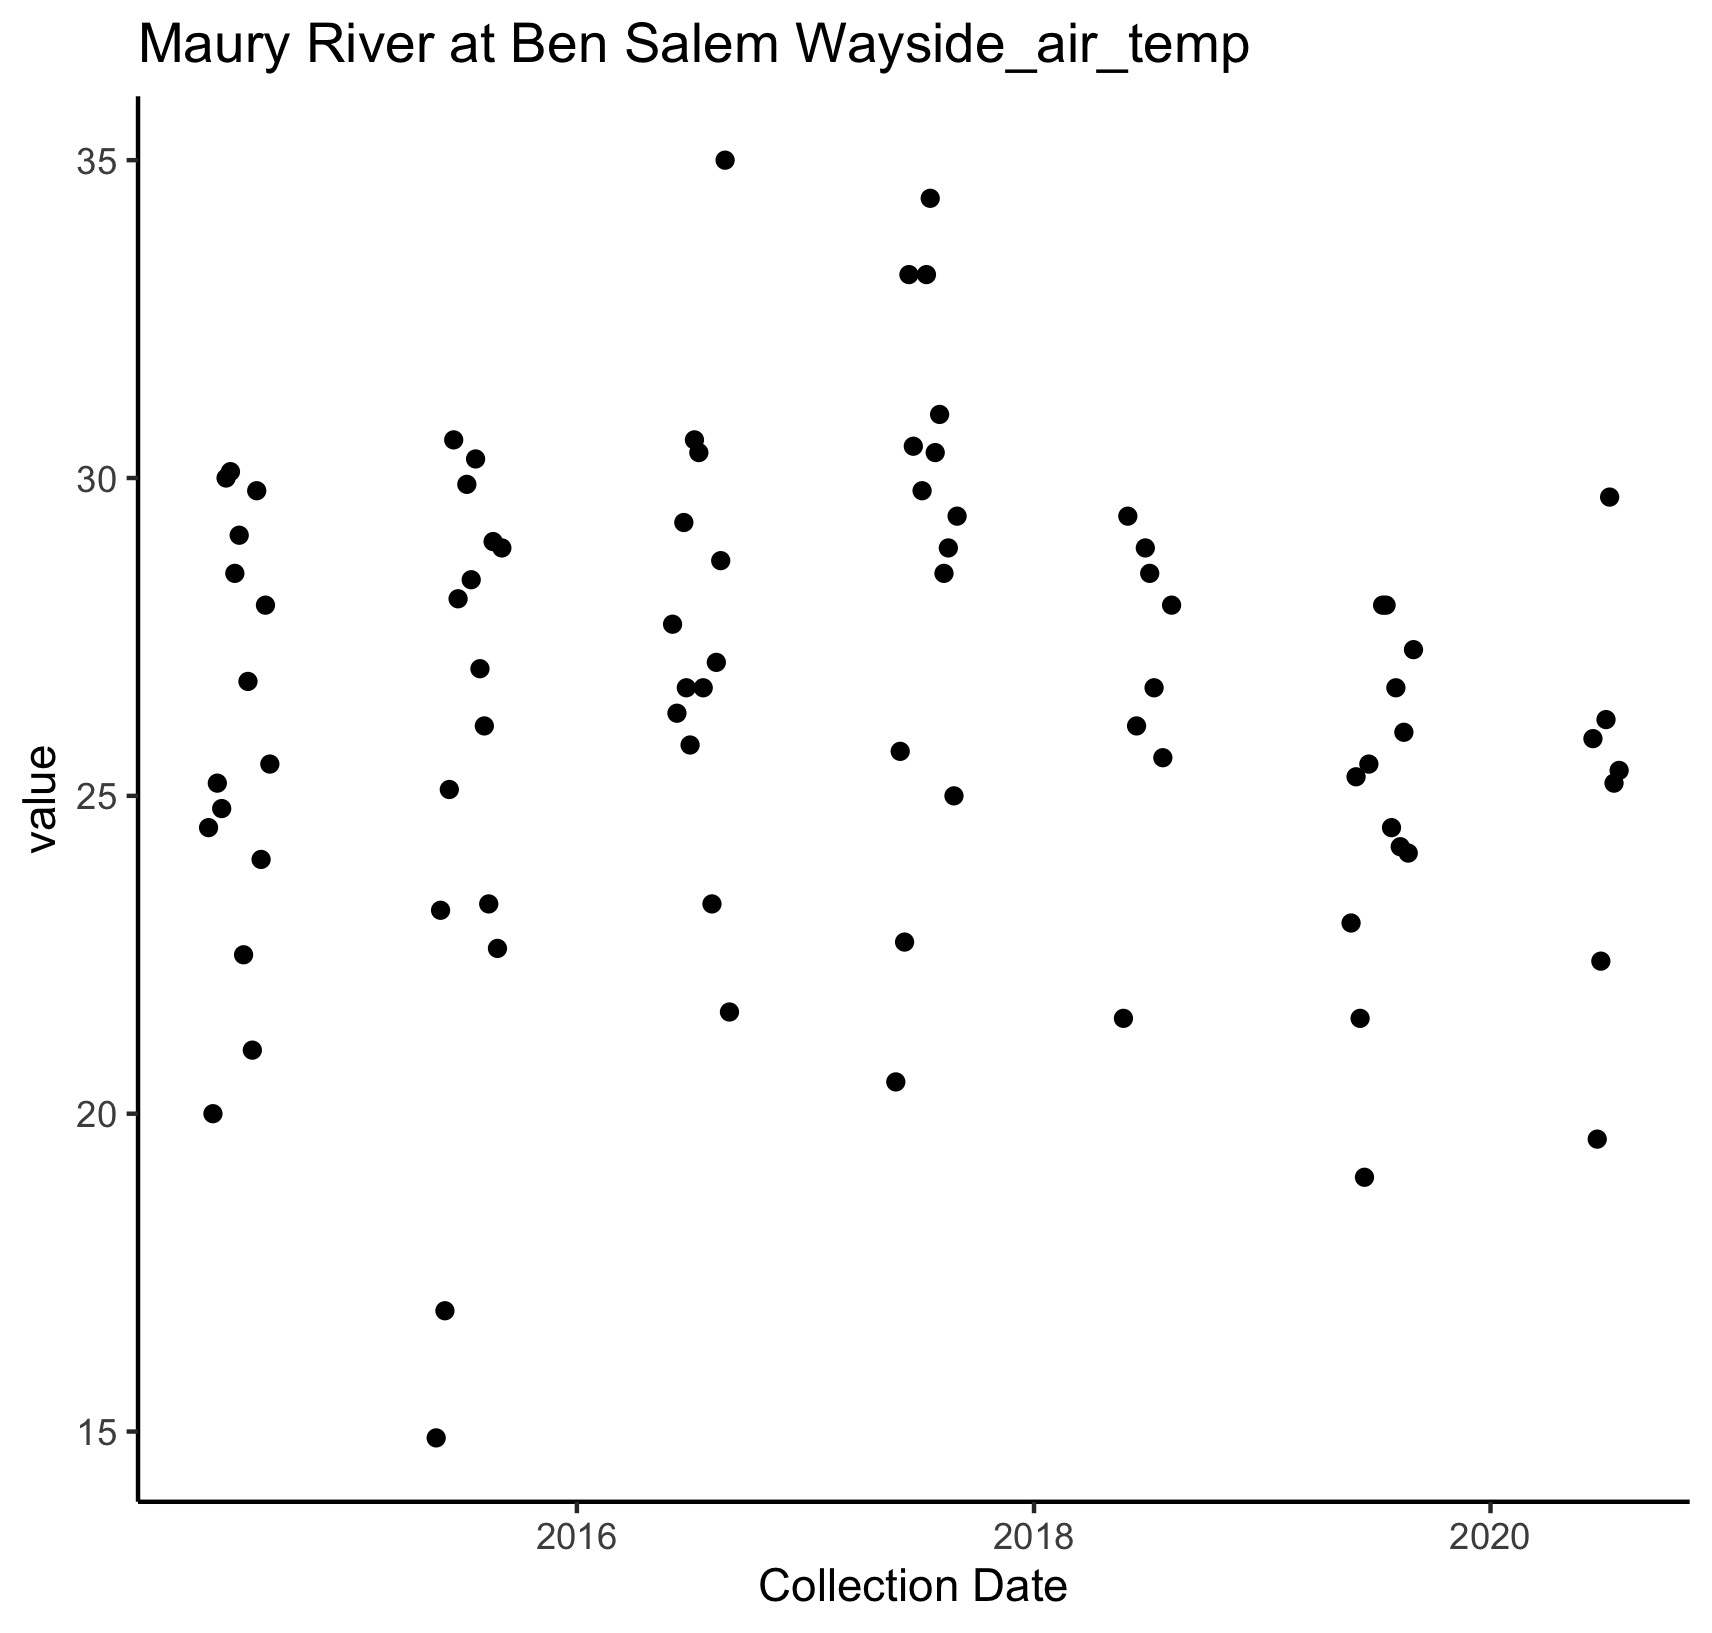 Maury River at Ben Salem Wayside_air_temp
35
30
25
20
15
value
2016 2018 2020
Collection Date